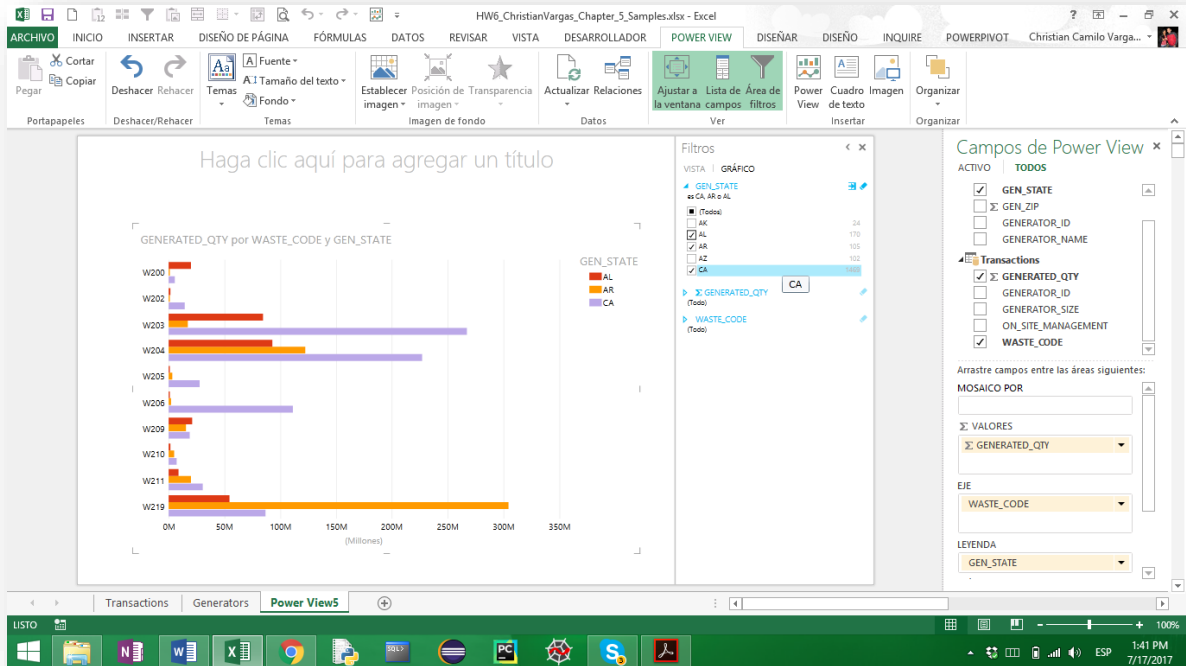 HW6_ChristianVargas_Chapter_5_Samples.xlsx - Excel
ARCHIVO INICIO INSERTAR DISEÑO DE PÁGINA FÓRMULAS DATOS REVISAR VISTA DESARROLLADOR POWER VIEW DISEÑAR DISEÑO INQUIRE POWERPIVOT Christian Camilo Varga...
Pegar
Cortar
Copiar
Portapapeles
Deshacer Rehacer
Deshacer/Rehacer
Temas
Fuente
Tamaño del texto
Fondo
Temas
Establecer imagen
Posición de imagen
Transparencia
Imagen de fondo
Actualizar Relaciones
Datos
Ajustar a la ventana
Lista de campos
Área de filtros
Ver
Power View
Cuadro de texto
Imagen
Insertar
Organizar
Organizar
Haga clic aquí para agregar un título
GENERATED_QTY por WASTE_CODE y GEN_STATE
W200
W202
W203
W204
W205
W206
W209
W210
W211
W219
0M 50M 100M 150M 200M 250M 300M 350M
(Millones)
GEN_STATE
AL
AR
CA
Filtros
VISTA GRÁFICO
GEN_STATE
es CA, AR o AL
(Todos)
AK 24
AL 170
AR 105
AZ 102
CA
CA
Σ GENERATED_QTY
(Todo)
WASTE_CODE
(Todo)
Campos de Power View
ACTIVO TODOS
GEN_STATE
Σ GEN_ZIP
GENERATOR_ID
GENERATOR_NAME
Transactions
Σ GENERATED_QTY
GENERATOR_ID
GENERATOR_SIZE
ON_SITE_MANAGEMENT
WASTE_CODE
Arrastre campos entre las áreas siguientes:
MOSAICO POR
Σ VALORES
Σ GENERATED_QTY
EJE
WASTE_CODE
LEYENDA
GEN_STATE
Transactions Generators Power View5
LISTO
100%
ESP
1:41 PM
7/17/2017